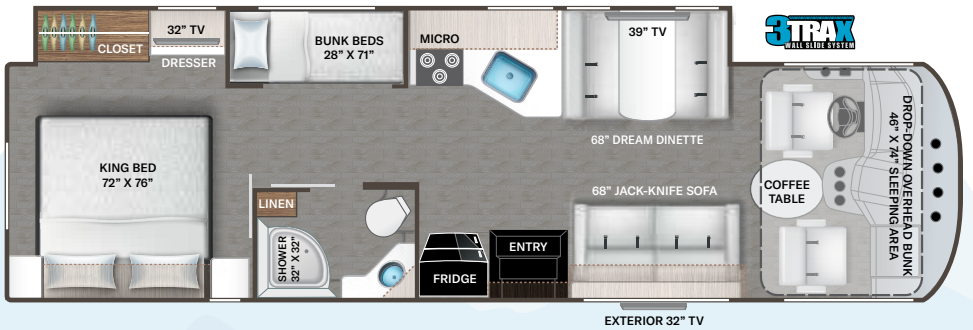 CLOSET
32” TV
DRESSER
BUNK BEDS
28” X 71”
MICRO
39” TV
3TRAX
WALL SLIDE SYSTEM
68” DREAM DINETTE
KING BED
72” X 76”
LINEN
SHOWER
32” X 32”
FRIDGE
ENTRY
68” JACK-KNIFE SOFA
COFFEE
TABLE
DROP-DOWN OVERHEAD BUNK
46” X 74” SLEEPING AREA
EXTERIOR 32” TV